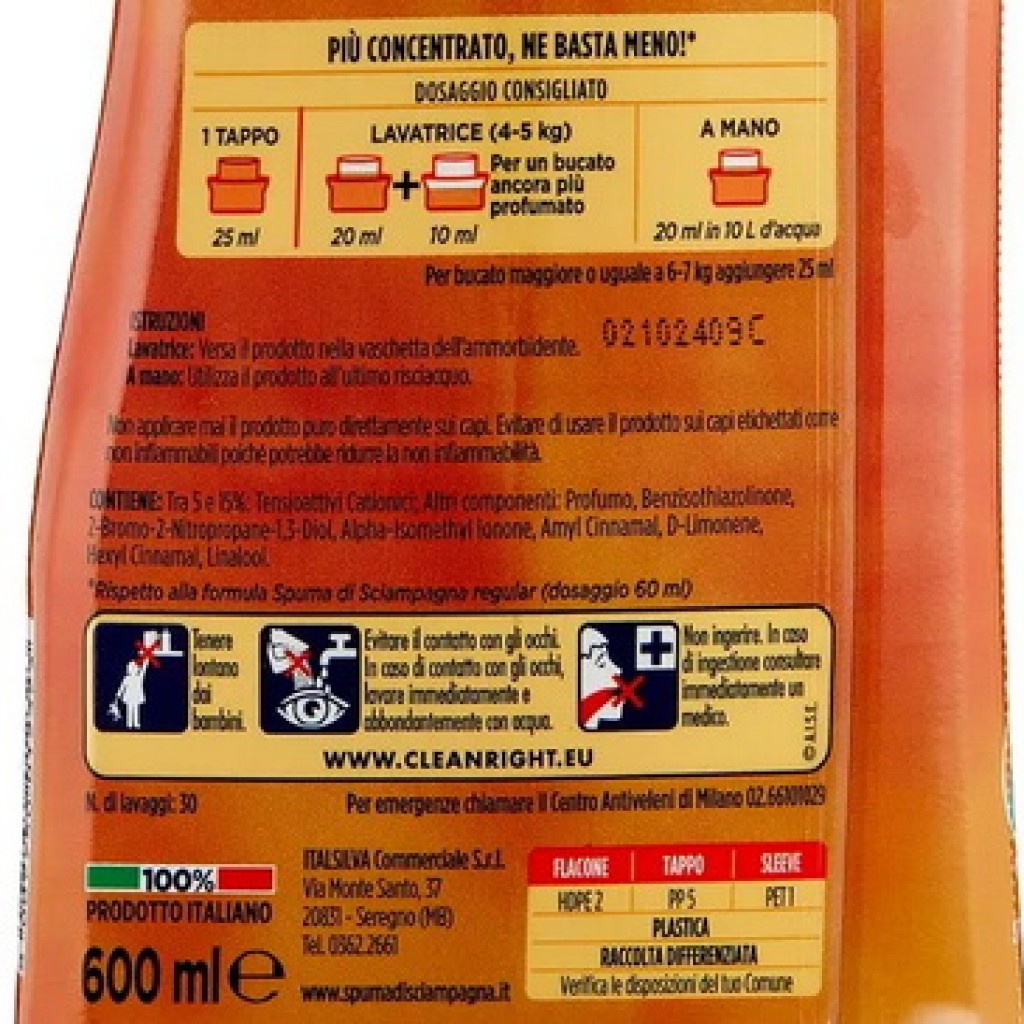 PIÙ CONCENTRATO, NE BASTA MENO!*
DOSAGGIO CONSIGLIATO
1 TAPPO
25 ml
LAVATRICE (4-5 kg)
20 ml
+
10 ml
Per un bucato
ancora più
profumato
A MANO
20 ml in 10 L d'acqua
Per bucato maggiore o uguale a 6-7 kg aggiungere 25 ml
ISTRUZIONI
Lavatrice: Versa il prodotto nella vaschetta dell'ammorbidente.
A mano: Utilizza il prodotto all'ultimo risciacquo.
02102409C
Non applicare mai il prodotto puro direttamente sui capi. Evitare di usare il prodotto sui capi etichettati come
non infiammabili poiché potrebbe ridurre la non infiammabilità.
CONTIENE: Tra 5 e 15%: Tensioattivi Cationici; Altri componenti: Profumo, Benzisothiazolinone,
2-Bromo-2-Nitropropane-1,3-Diol, Alpha-Isomethyl Ionone, Amyl Cinnamal, D-Limonene,
Hexyl Cinnamal, Linalool.
*Rispetto alla formula Spuma di Sciampagna regular (dosaggio 60 ml)
Tenere
lontano
dai
bambini.
Evitare il contatto con gli occhi.
In caso di contatto con gli occhi,
lavare immediatamente e
abbondantemente con acqua.
Non ingerire. In caso
di ingestione consultare
immediatamente un
medico.
© A.I.S.E.
WWW.CLEANRIGHT.EU
N. di lavaggi: 30
Per emergenze chiamare il Centro Antiveleni di Milano 02.66101029
100%
PRODOTTO ITALIANO
600 ml ℮
ITALSILVA Commerciale S.r.l.
Via Monte Santo, 37
20831 - Seregno (MB)
Tel. 0362.2661
www.spumadisciampagna.it
FLACONE TAPPO SLEEVE
HDPE 2 PP 5 PET 1
PLASTICA
RACCOLTA DIFFERENZIATA
Verifica le disposizioni del tuo Comune